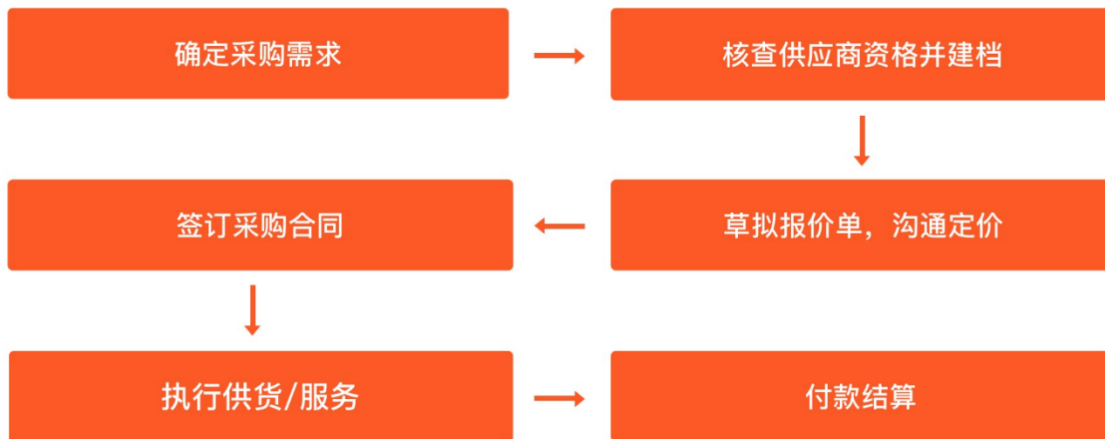 确定采购需求
核查供应商资格并建档
草拟报价单，沟通定价
签订采购合同
执行供货/服务
付款结算